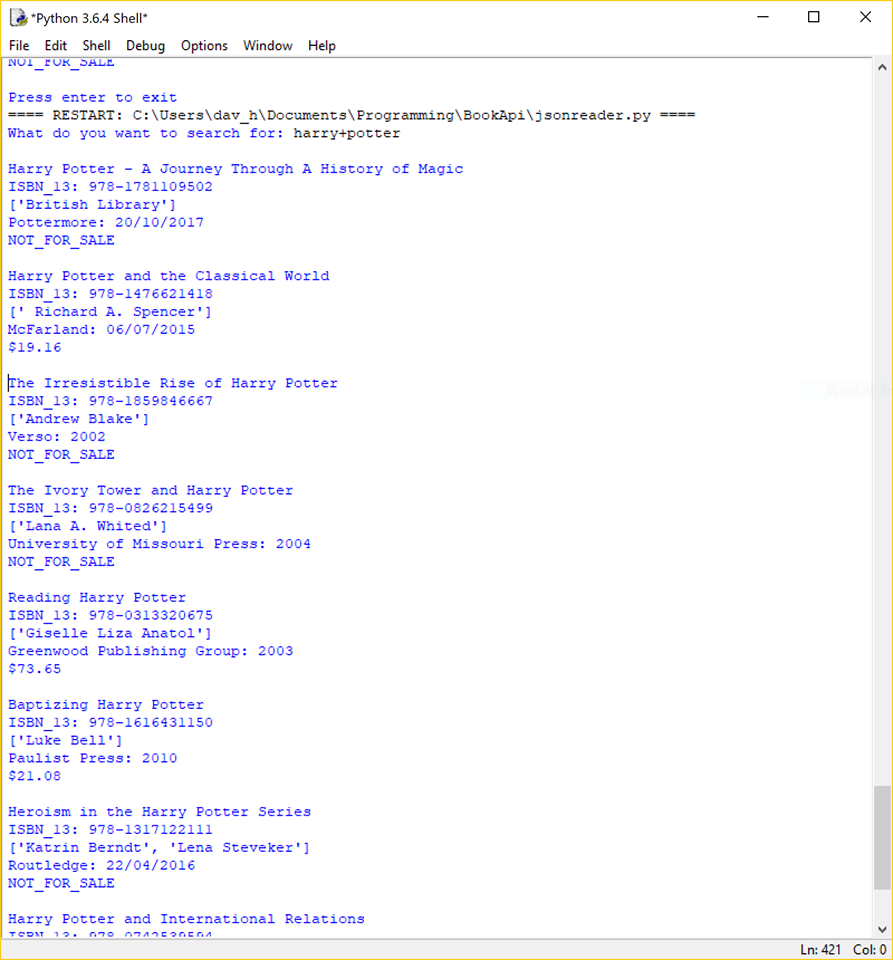 *Python 3.6.4 Shell*
File Edit Shell Debug Options Window Help
NOT_FOR_SALE
Press enter to exit
==== RESTART: C:\Users\dav_h\Documents\Programming\BookApi\jsonreader.py ====
What do you want to search for: harry+potter
Harry Potter - A Journey Through A History of Magic
ISBN_13: 978-1781109502
['British Library']
Pottermore: 20/10/2017
NOT_FOR_SALE
Harry Potter and the Classical World
ISBN_13: 978-1476621418
[' Richard A. Spencer']
McFarland: 06/07/2015
$19.16
The Irresistible Rise of Harry Potter
ISBN_13: 978-1859846667
['Andrew Blake']
Verso: 2002
NOT_FOR_SALE
The Ivory Tower and Harry Potter
ISBN_13: 978-0826215499
['Lana A. Whited']
University of Missouri Press: 2004
NOT_FOR_SALE
Reading Harry Potter
ISBN_13: 978-0313320675
['Giselle Liza Anatol']
Greenwood Publishing Group: 2003
$73.65
Baptizing Harry Potter
ISBN_13: 978-1616431150
['Luke Bell']
Paulist Press: 2010
$21.08
Heroism in the Harry Potter Series
ISBN_13: 978-1317122111
['Katrin Berndt', 'Lena Steveker']
Routledge: 22/04/2016
NOT_FOR_SALE
Harry Potter and International Relations
ISBN_13: 978-0742539594
Ln: 421 Col: 0